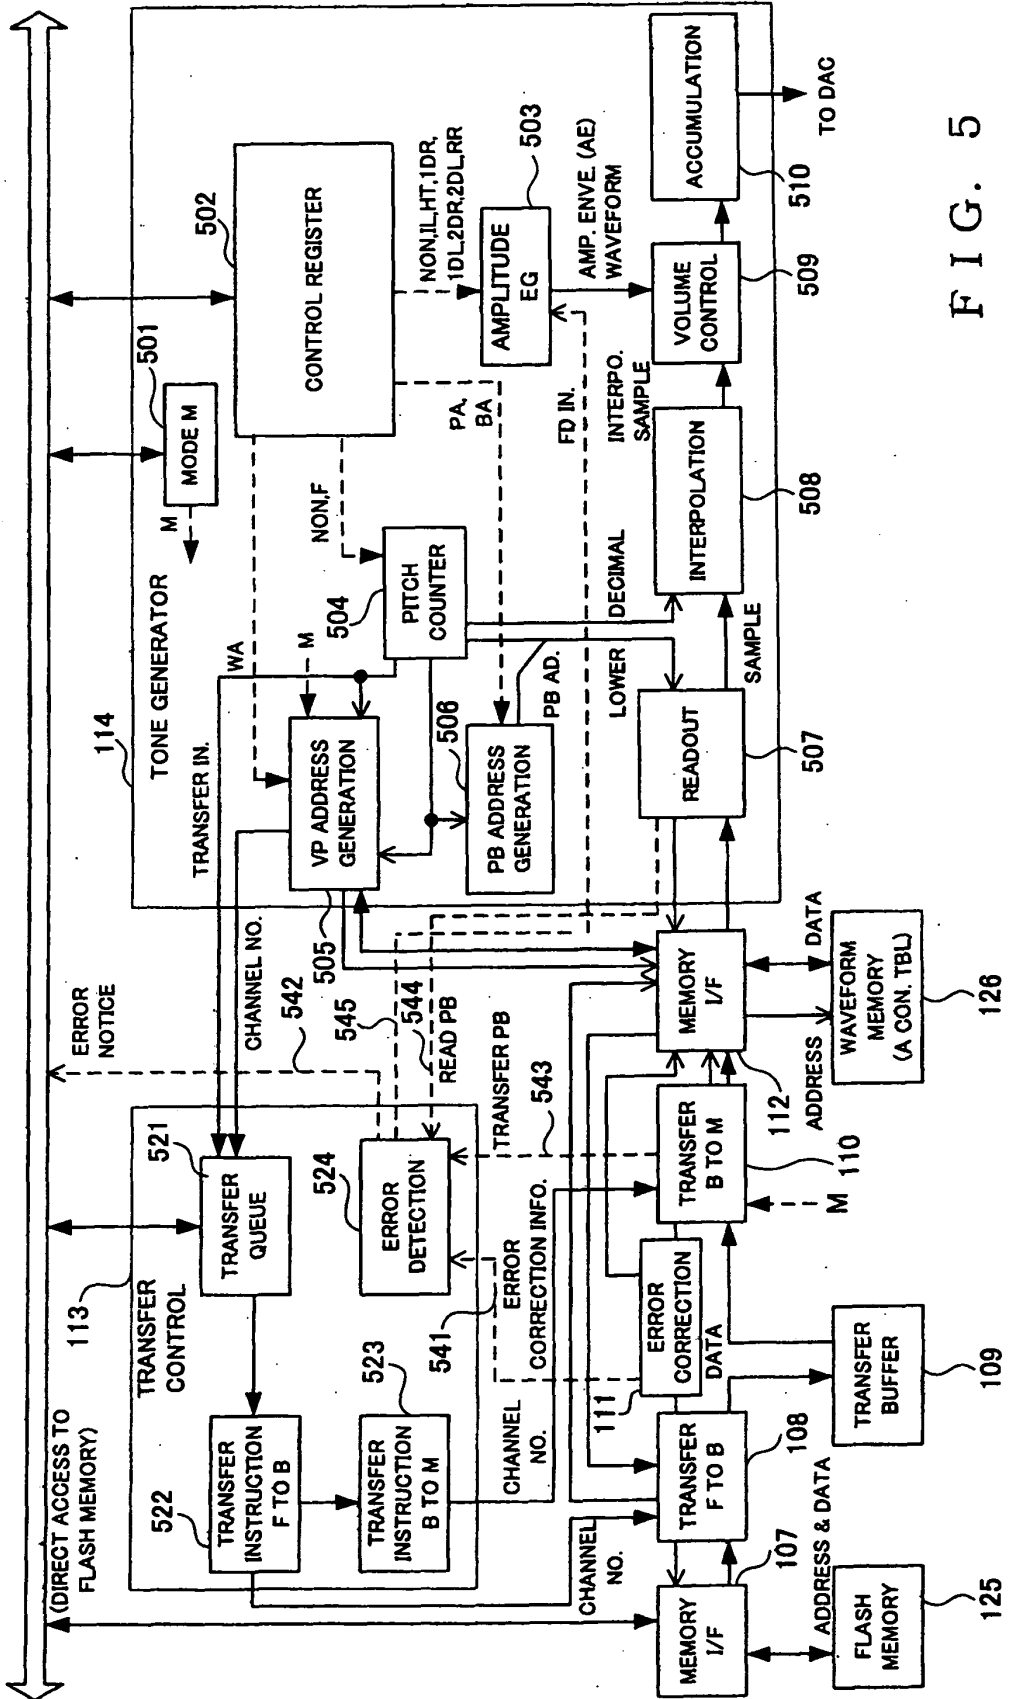 FIG. 5
(DIRECT ACCESS TO
FLASH MEMORY)
ERROR
NOTICE
113
TRANSFER
CONTROL
521
TRANSFER
QUEUE
522
TRANSFER
INSTRUCTION
F TO B
523
TRANSFER
INSTRUCTION
B TO M
524
ERROR
DETECTION
541
542
543
544
545
CHANNEL NO.
TRANSFER IN.
READ PB
TRANSFER PB
ERROR
CORRECTION INFO.
CHANNEL
NO.
CHANNEL
NO.
114
TONE GENERATOR
501
MODE M
M
502
CONTROL REGISTER
WA
M
NON,F
NON,IL,HT,1DR,
1DL,2DR,2DL,RR
503
AMPLITUDE
EG
504
PITCH
COUNTER
505
VP ADDRESS
GENERATION
506
PB ADDRESS
GENERATION
PA,
BA
PB AD.
FD IN.
AMP. ENVE. (AE)
WAVEFORM
LOWER
DECIMAL
INTERPO.
SAMPLE
READOUT
507
SAMPLE
INTERPOLATION
508
VOLUME
CONTROL
509
ACCUMULATION
510
TO DAC
MEMORY
I/F
107
ADDRESS & DATA
FLASH
MEMORY
125
TRANSFER
F TO B
108
111
ERROR
CORRECTION
DATA
TRANSFER
BUFFER
109
TRANSFER
B TO M
110
M
MEMORY
I/F
112
ADDRESS
DATA
WAVEFORM
MEMORY
(A CON. TBL)
126